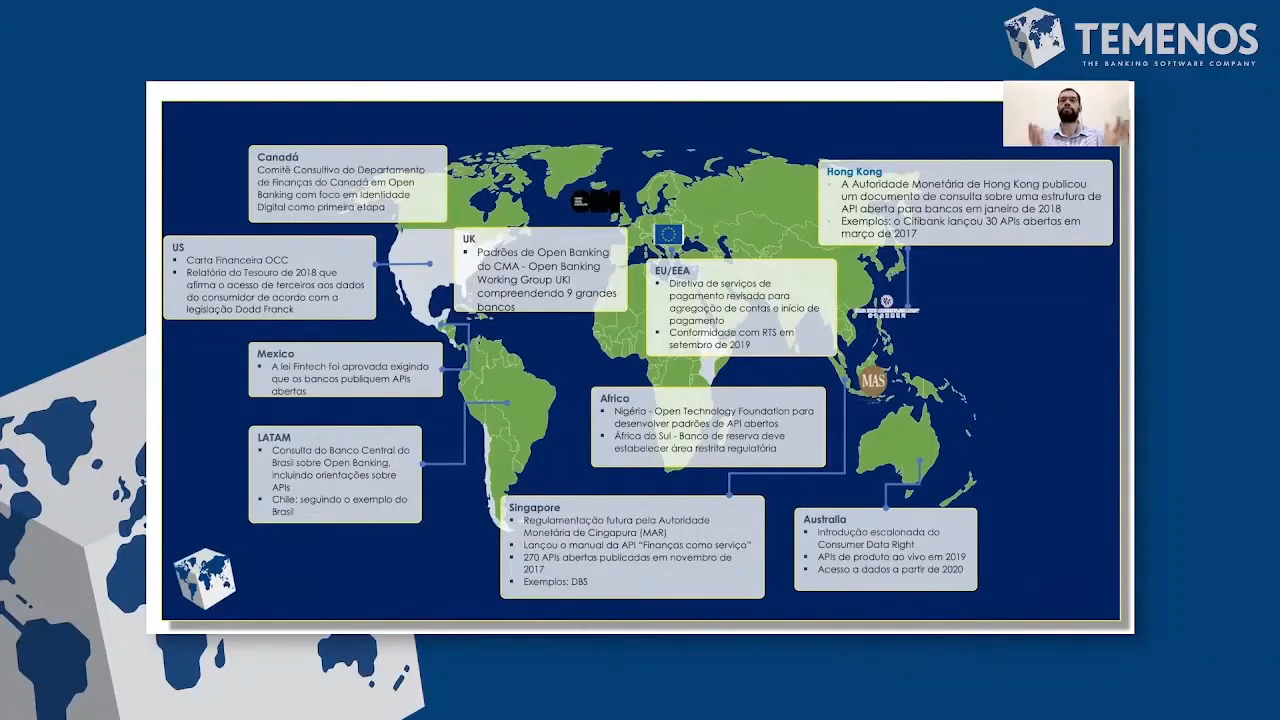 TEMENOS
THE BANKING SOFTWARE COMPANY
Canadá
Comitê Consultivo do Departamento
de Finanças do Canadá em Open
Banking com foco em Identidade
Digital como primeira etapa
Hong Kong
A Autoridade Monetária de Hong Kong publicou
um documento de consulta sobre uma estrutura de
API aberta para bancos em janeiro de 2018
Exemplos: o Citibank lançou 30 APIs abertas em
março de 2017
US
Carta Financeira OCC
Relatório do Tesouro de 2018 que
afirma o acesso de terceiros aos dados
do consumidor de acordo com a
legislação Dodd Franck
UK
Padrões de Open Banking
do CMA - Open Banking
Working Group UKI
compreendendo 9 grandes
bancos
EU/EEA
Diretiva de serviços de
pagamento revisada para
agregação de contas e início de
pagamento
Conformidade com RTS em
setembro de 2019
Mexico
A lei Fintech foi aprovada exigindo
que os bancos publiquem APIs
abertas
MAS
Africa
Nigéria - Open Technology Foundation para
desenvolver padrões de API abertos
África do Sul - Banco de reserva deve
estabelecer área restrita regulatória
LATAM
Consulta do Banco Central do
Brasil sobre Open Banking,
incluindo orientações sobre
APIs
Chile: seguindo o exemplo do
Brasil
Singapore
Regulamentação futura pela Autoridade
Monetária de Cingapura (MAR)
Lançou o manual da API “Finanças como serviço”
270 APIs abertas publicadas em novembro de
2017
Exemplos: DBS
Australia
Introdução escalonada do
Consumer Data Right
APIs de produto ao vivo em 2019
Acesso a dados a partir de 2020